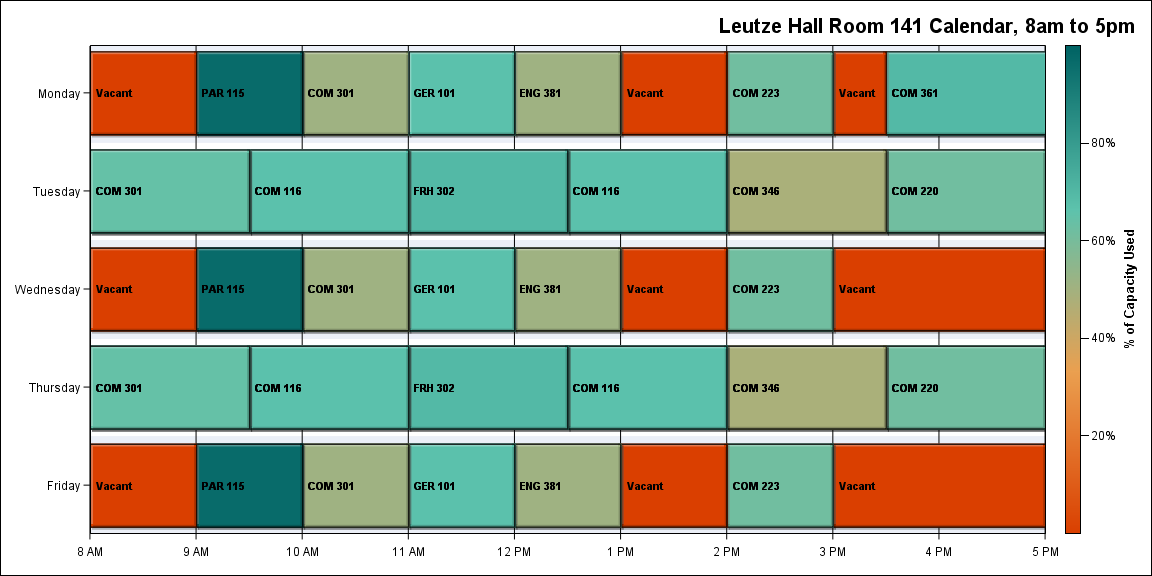 Leutze Hall Room 141 Calendar, 8am to 5pm
Monday
Vacant
PAR 115
COM 301
GER 101
ENG 381
Vacant
COM 223
Vacant
COM 361
Tuesday
COM 301
COM 116
FRH 302
COM 116
COM 346
COM 220
Wednesday
Vacant
PAR 115
COM 301
GER 101
ENG 381
Vacant
COM 223
Vacant
Thursday
COM 301
COM 116
FRH 302
COM 116
COM 346
COM 220
Friday
Vacant
PAR 115
COM 301
GER 101
ENG 381
Vacant
COM 223
Vacant
8 AM
9 AM
10 AM
11 AM
12 PM
1 PM
2 PM
3 PM
4 PM
5 PM
80%
60%
40%
20%
% of Capacity Used